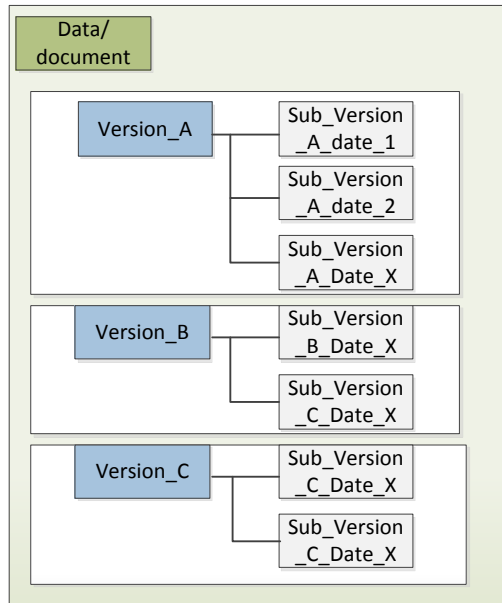 Data/
document
Version_A
Sub_Version
_A_date_1
Sub_Version
_A_date_2
Sub_Version
_A_Date_X
Version_B
Sub_Version
_B_Date_X
Sub_Version
_C_Date_X
Version_C
Sub_Version
_C_Date_X
Sub_Version
_C_Date_X